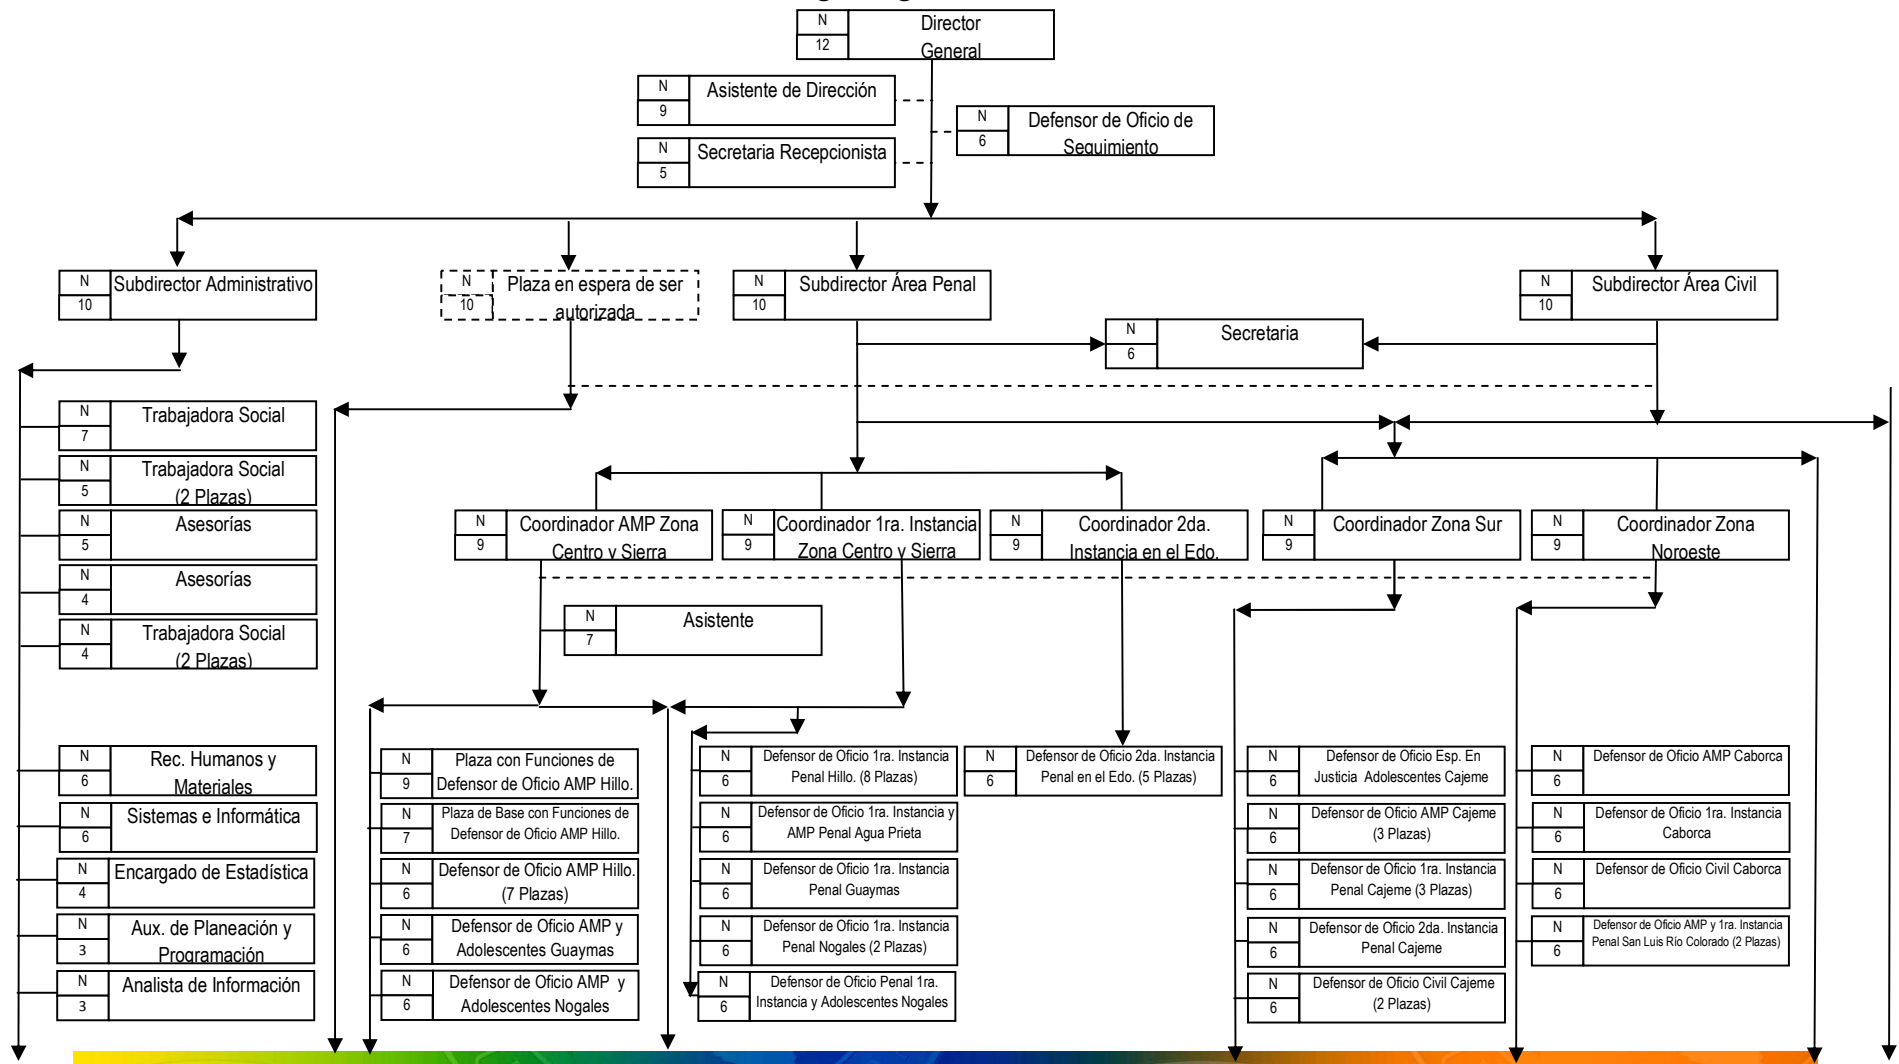 N
12
Director
General
N
9
Asistente de Dirección
N
6
Defensor de Oficio de
Seguimiento
N
5
Secretaria Recepcionista
N
10
Subdirector Administrativo
N
10
Plaza en espera de ser
autorizada
N
10
Subdirector Área Penal
N
10
Subdirector Área Civil
N
6
Secretaria
N
7
Trabajadora Social
N
5
Trabajadora Social
(2 Plazas)
N
5
Asesorías
N
4
Asesorías
N
4
Trabajadora Social
(2 Plazas)
N
9
Coordinador AMP Zona
Centro y Sierra
N
9
Coordinador 1ra. Instancia
Zona Centro y Sierra
N
9
Coordinador 2da.
Instancia en el Edo.
N
9
Coordinador Zona Sur
N
9
Coordinador Zona
Noroeste
N
7
Asistente
N
6
Rec. Humanos y
Materiales
N
6
Sistemas e Informática
N
4
Encargado de Estadística
N
3
Aux. de Planeación y
Programación
N
3
Analista de Información
N
9
Plaza con Funciones de
Defensor de Oficio AMP Hillo.
N
7
Plaza de Base con Funciones de
Defensor de Oficio AMP Hillo.
N
6
Defensor de Oficio AMP Hillo.
(7 Plazas)
N
6
Defensor de Oficio AMP y
Adolescentes Guaymas
N
6
Defensor de Oficio AMP y
Adolescentes Nogales
N
6
Defensor de Oficio 1ra. Instancia
Penal Hillo. (8 Plazas)
N
6
Defensor de Oficio 1ra. Instancia y
AMP Penal Agua Prieta
N
6
Defensor de Oficio 1ra. Instancia
Penal Guaymas
N
6
Defensor de Oficio 1ra. Instancia
Penal Nogales (2 Plazas)
N
6
Defensor de Oficio Penal 1ra.
Instancia y Adolescentes Nogales
N
6
Defensor de Oficio 2da. Instancia
Penal en el Edo. (5 Plazas)
N
6
Defensor de Oficio Esp. En
Justicia Adolescentes Cajeme
N
6
Defensor de Oficio AMP Cajeme
(3 Plazas)
N
6
Defensor de Oficio 1ra. Instancia
Penal Cajeme (3 Plazas)
N
6
Defensor de Oficio 2da. Instancia
Penal Cajeme
N
6
Defensor de Oficio Civil Cajeme
(2 Plazas)
N
6
Defensor de Oficio AMP Caborca
N
6
Defensor de Oficio 1ra. Instancia
Caborca
N
6
Defensor de Oficio Civil Caborca
N
6
Defensor de Oficio AMP y 1ra. Instancia
Penal San Luis Río Colorado (2 Plazas)